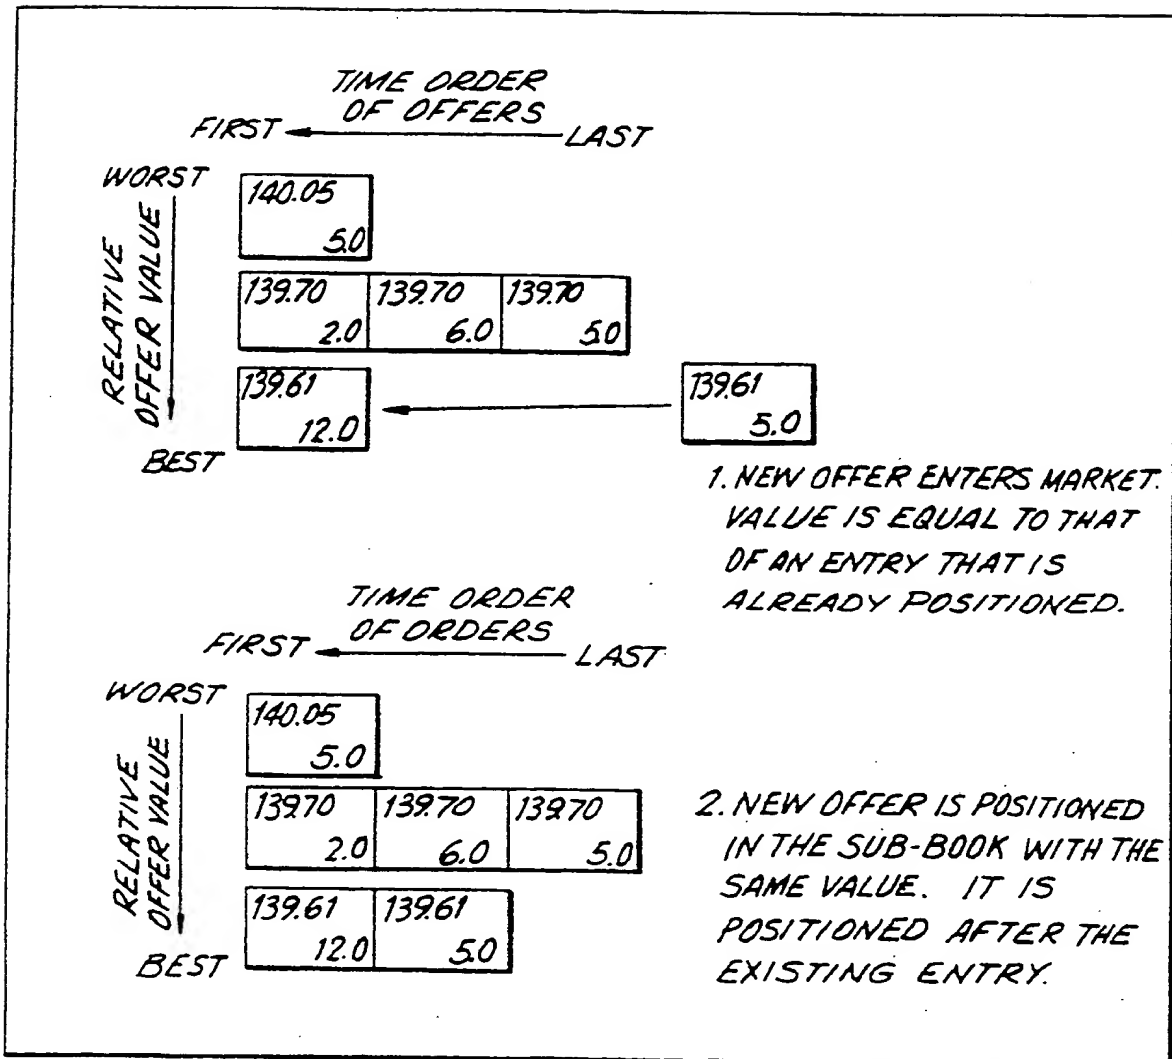 TIME ORDER
OF OFFERS
FIRST LAST
WORST
RELATIVE
OFFER VALUE
BEST
140.05
5.0
139.70 139.70 139.70
2.0 6.0 5.0
139.61 139.61
12.0 5.0
1. NEW OFFER ENTERS MARKET.
VALUE IS EQUAL TO THAT
OF AN ENTRY THAT IS
ALREADY POSITIONED.
TIME ORDER
OF ORDERS
FIRST LAST
WORST
RELATIVE
OFFER VALUE
BEST
140.05
5.0
139.70 139.70 139.70
2.0 6.0 5.0
139.61 139.61
12.0 5.0
2. NEW OFFER IS POSITIONED
IN THE SUB-BOOK WITH THE
SAME VALUE. IT IS
POSITIONED AFTER THE
EXISTING ENTRY.